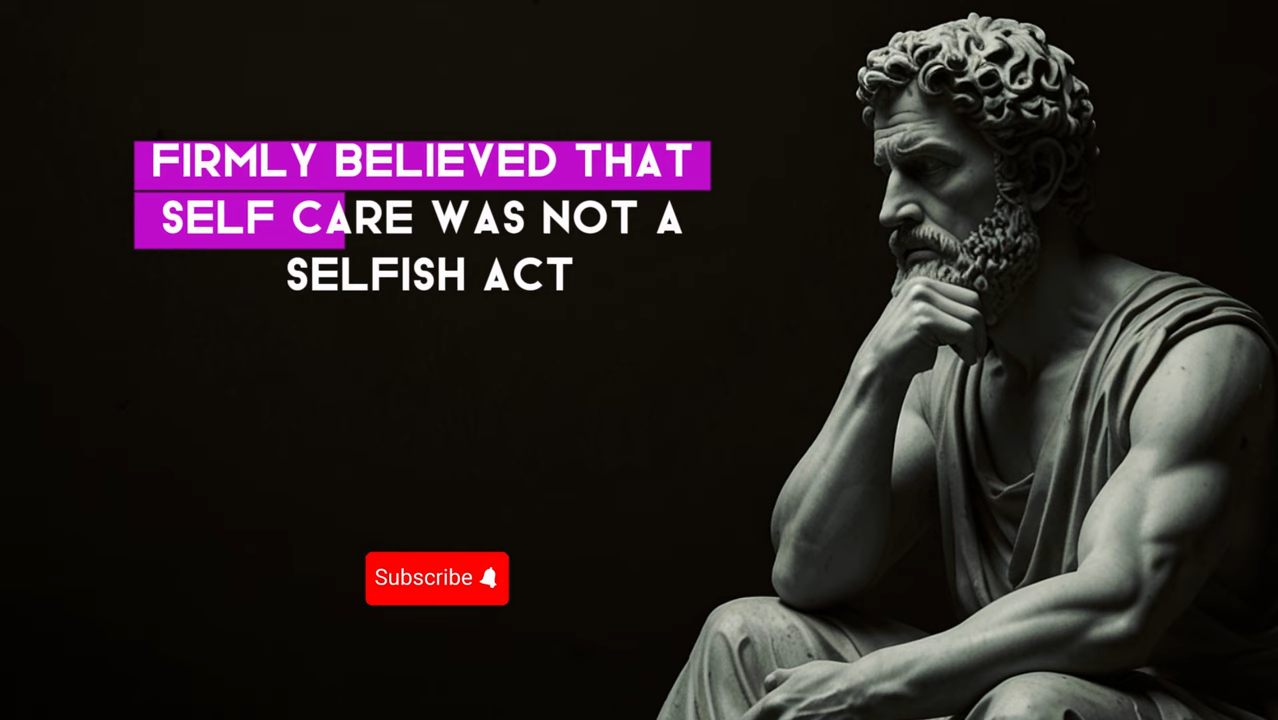 FIRMLY BELIEVED THAT
SELF CARE WAS NOT A
SELFISH ACT
Subscribe